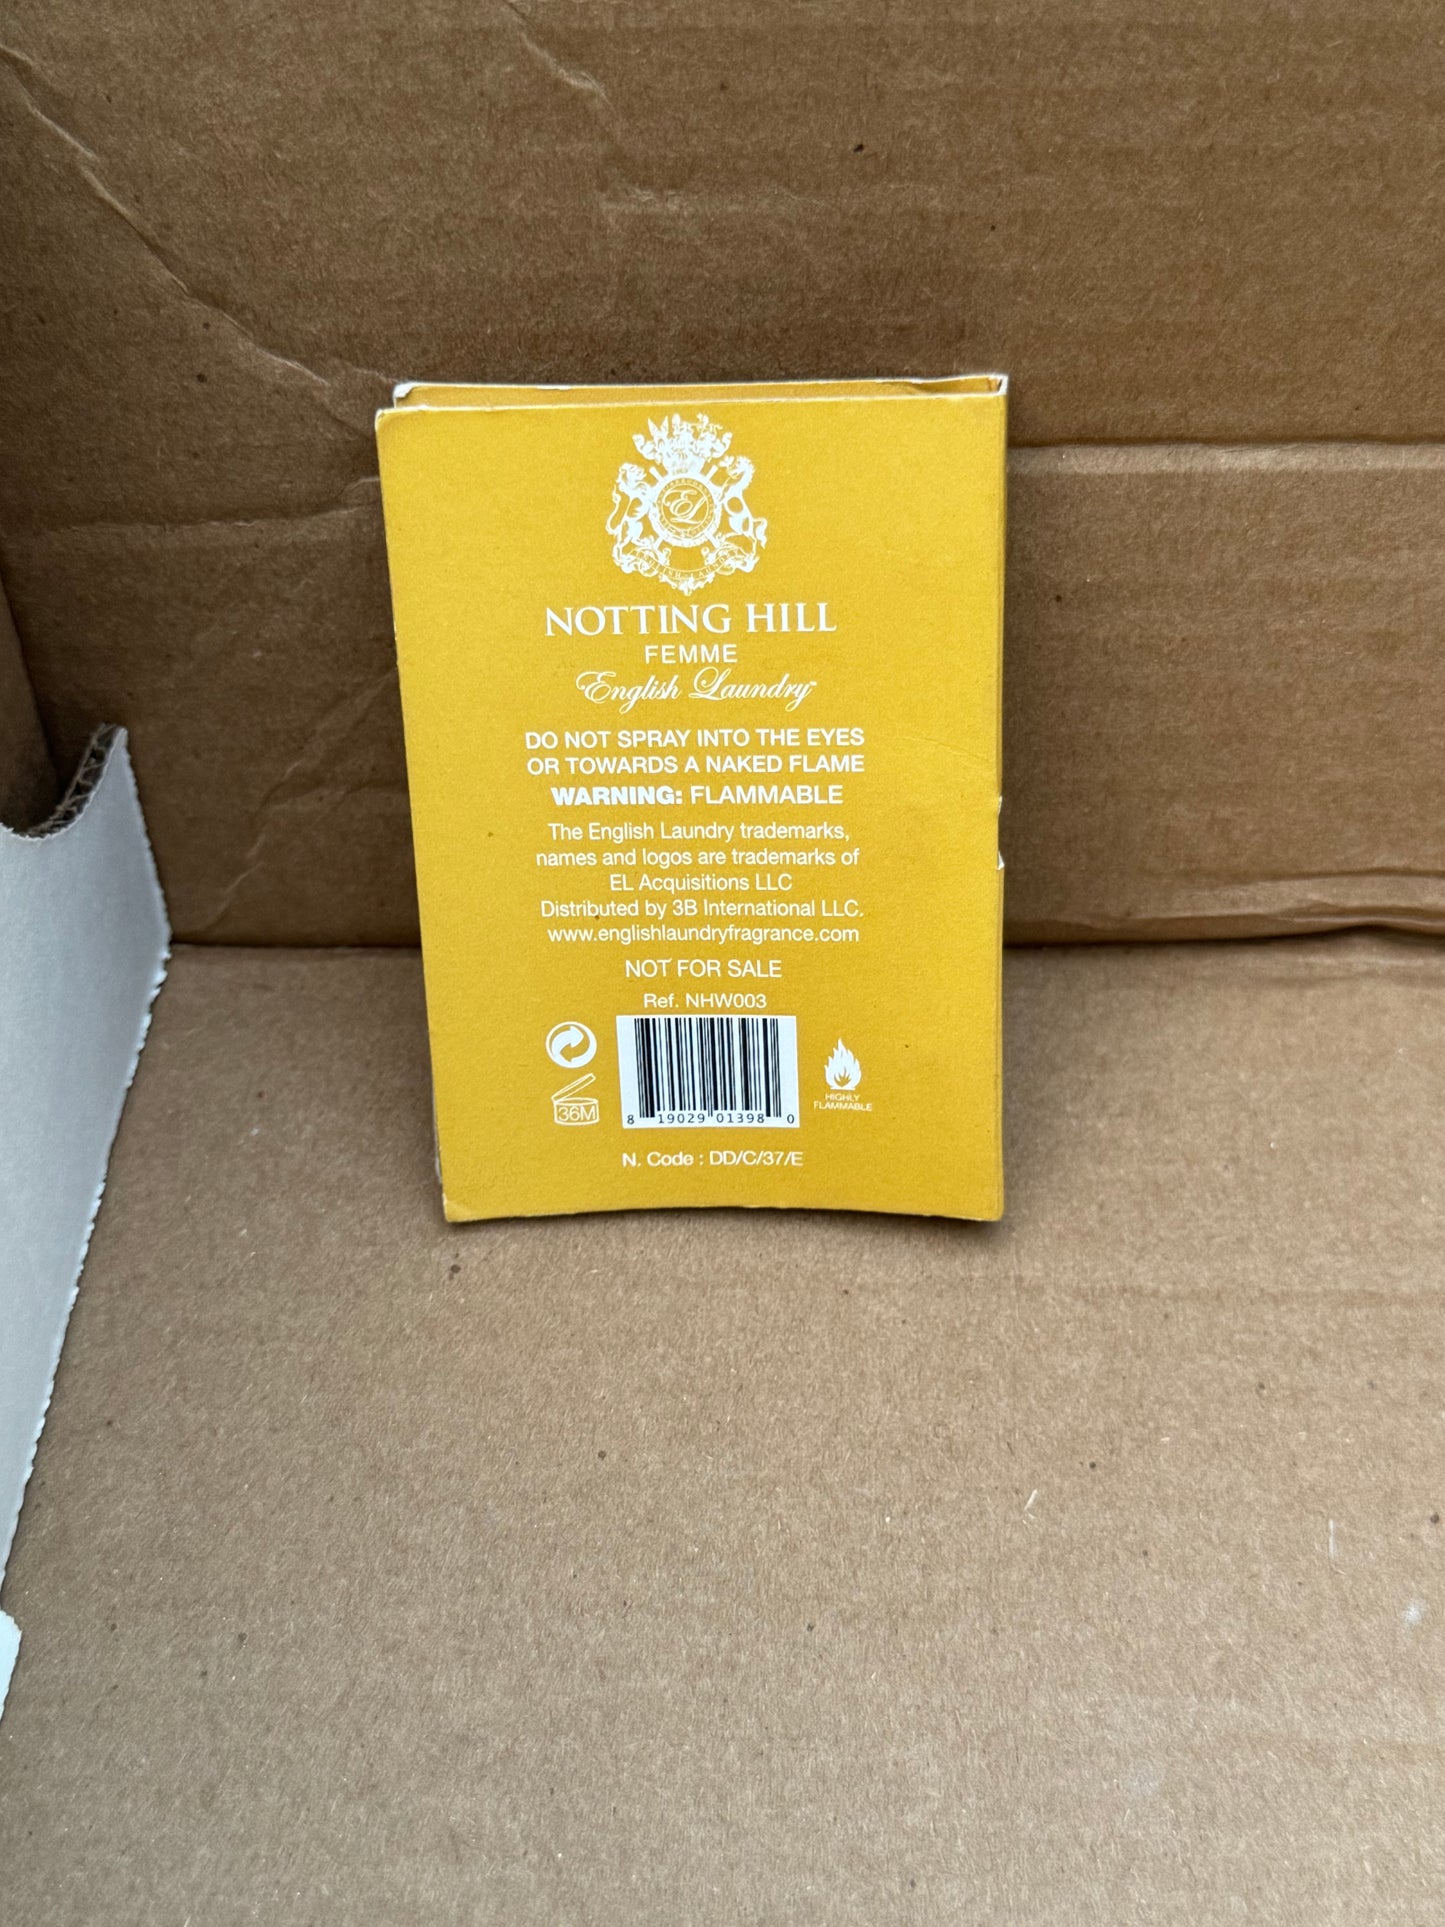 EL
NOTTING HILL
FEMME
English Laundry™
DO NOT SPRAY INTO THE EYES
OR TOWARDS A NAKED FLAME
WARNING: FLAMMABLE
The English Laundry trademarks,
names and logos are trademarks of
EL Acquisitions LLC
Distributed by 3B International LLC.
www.englishlaundryfragrance.com
NOT FOR SALE
Ref. NHW003
36M
8 19029 01398 0
HIGHLY
FLAMMABLE
N. Code : DD/C/37/E